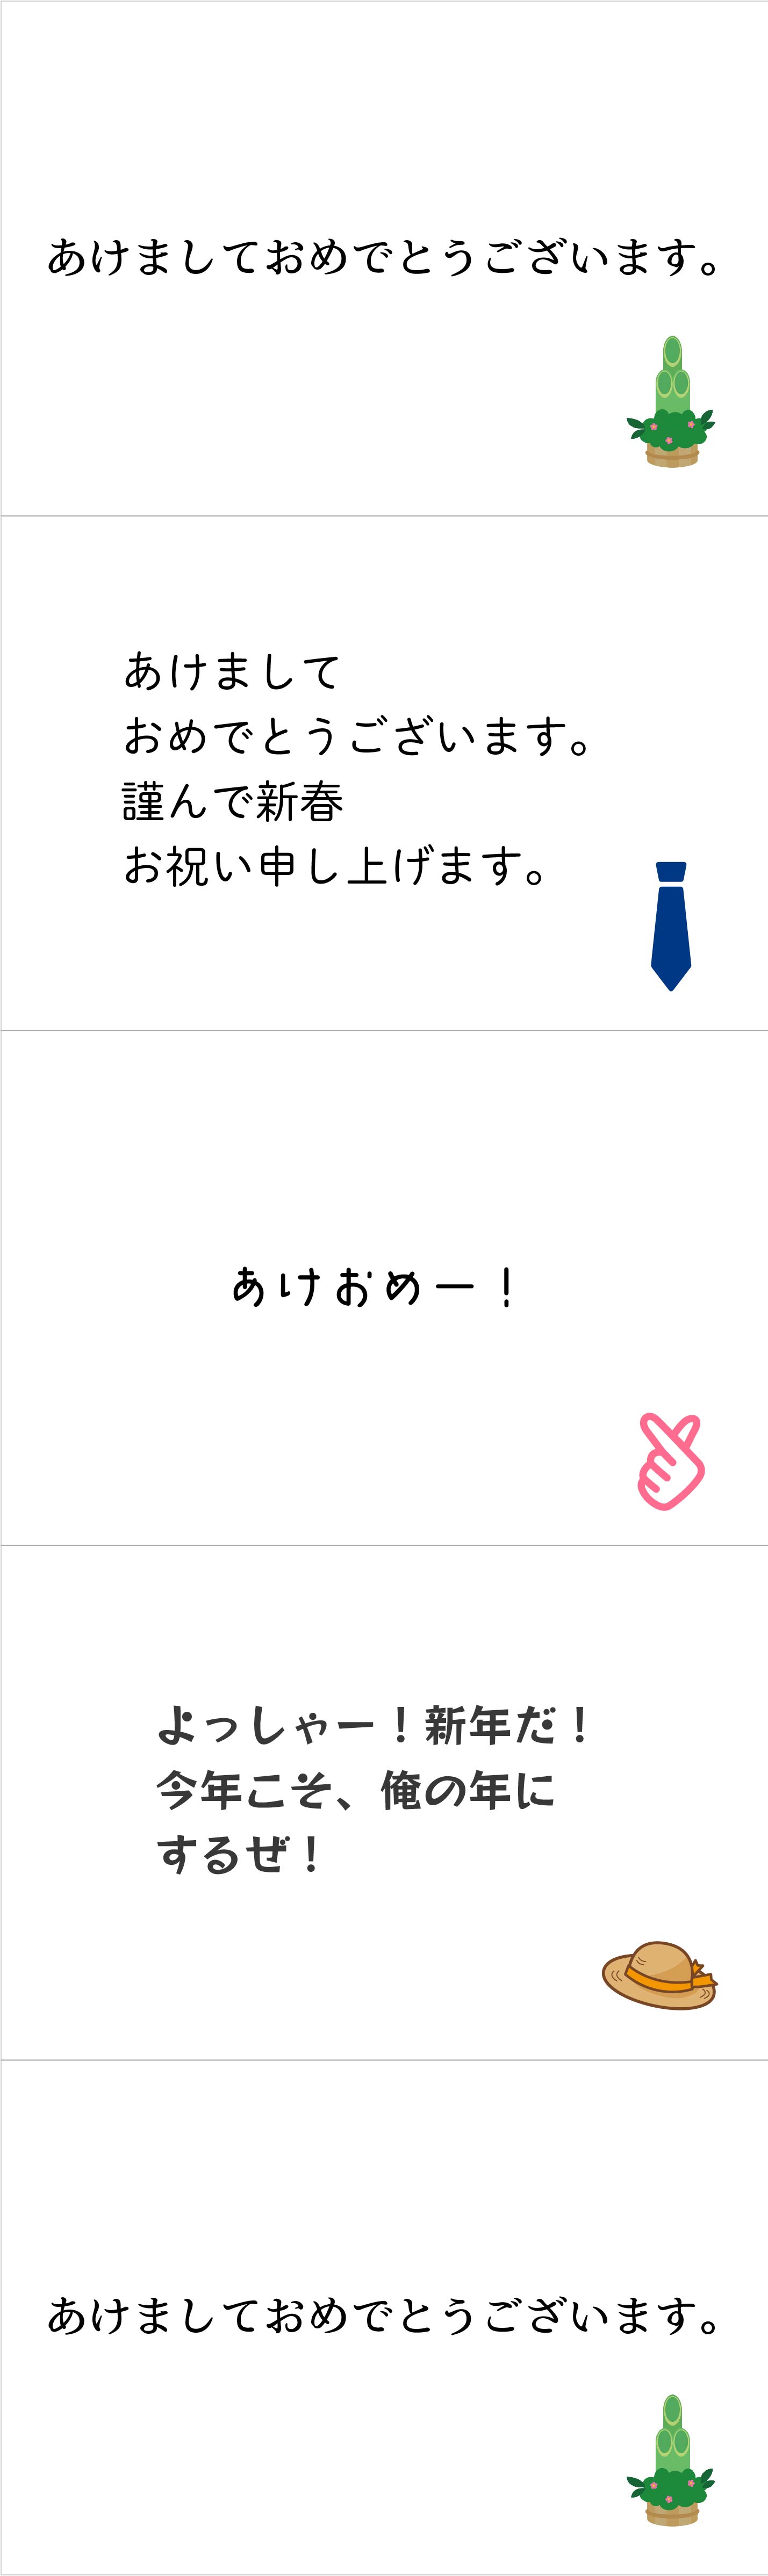 あけましておめでとうございます。
あけまして
おめでとうございます。
謹んで新春
お祝い申し上げます。
あけおめー！
よっしゃー！新年だ！
今年こそ、俺の年に
するぜ！
あけましておめでとうございます。